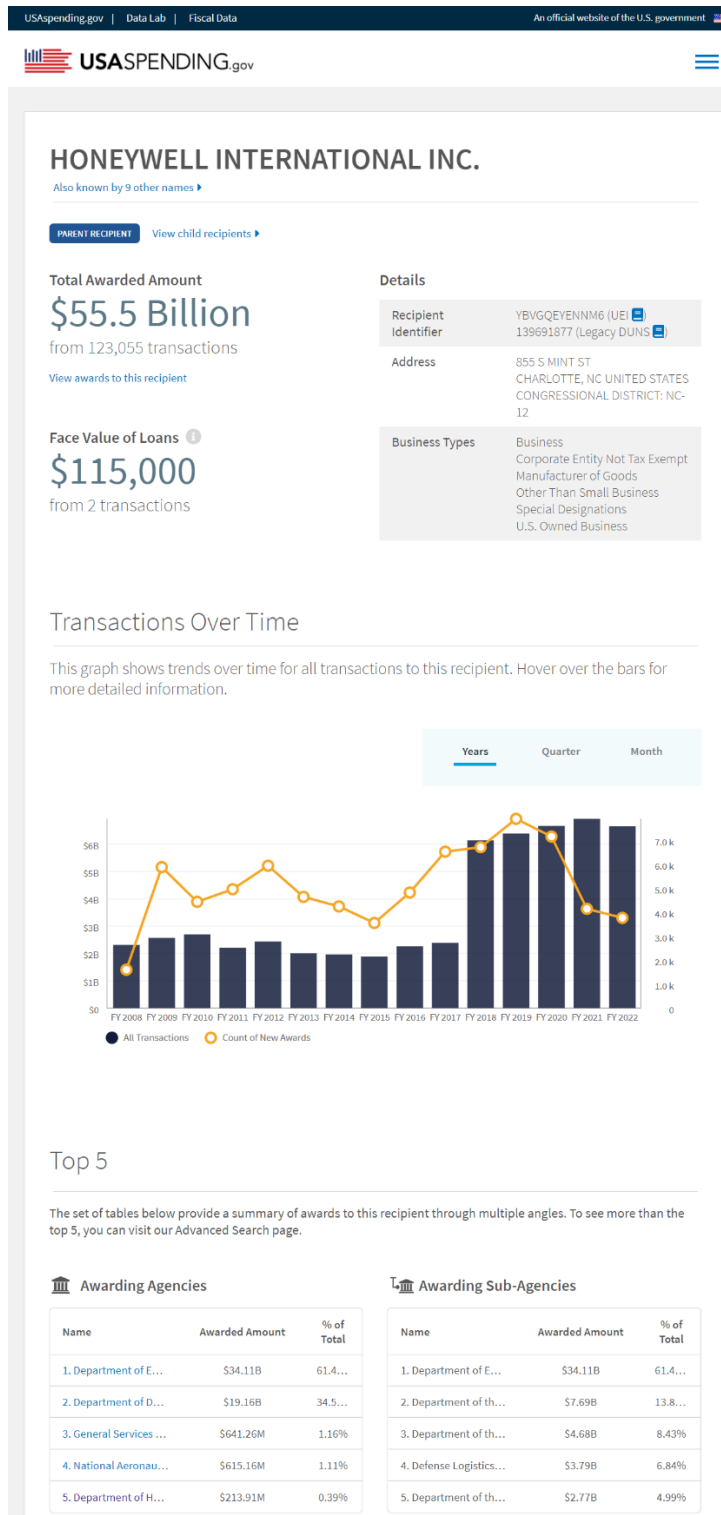 USAspending.gov | Data Lab | Fiscal Data
An official website of the U.S. government
USASPENDING.gov
HONEYWELL INTERNATIONAL INC.
Also known by 9 other names
PARENT RECIPIENT View child recipients
Total Awarded Amount
$55.5 Billion
from 123,055 transactions
View awards to this recipient
Face Value of Loans
$115,000
from 2 transactions
Details
Recipient Identifier
YBVGQEYENNM6 (UEI)
139691877 (Legacy DUNS)
Address
855 S MINT ST
CHARLOTTE, NC UNITED STATES
CONGRESSIONAL DISTRICT: NC-
12
Business Types
Business
Corporate Entity Not Tax Exempt
Manufacturer of Goods
Other Than Small Business
Special Designations
U.S. Owned Business
Transactions Over Time
This graph shows trends over time for all transactions to this recipient. Hover over the bars for
more detailed information.
Years Quarter Month
$6B
$5B
$4B
$3B
$2B
$1B
$0
7.0 k
6.0 k
5.0 k
4.0 k
3.0 k
2.0 k
1.0 k
0
FY 2008 FY 2009 FY 2010 FY 2011 FY 2012 FY 2013 FY 2014 FY 2015 FY 2016 FY 2017 FY 2018 FY 2019 FY 2020 FY 2021 FY 2022
All Transactions Count of New Awards
Top 5
The set of tables below provide a summary of awards to this recipient through multiple angles. To see more than the
top 5, you can visit our Advanced Search page.
Awarding Agencies
Name Awarded Amount % of Total
1. Department of E... $34.11B 61.4...
2. Department of D... $19.16B 34.5...
3. General Services ... $641.26M 1.16%
4. National Aeronau... $615.16M 1.11%
5. Department of H... $213.91M 0.39%
Awarding Sub-Agencies
Name Awarded Amount % of Total
1. Department of E... $34.11B 61.4...
2. Department of th... $7.69B 13.8...
3. Department of th... $4.68B 8.43%
4. Defense Logistics... $3.79B 6.84%
5. Department of th... $2.77B 4.99%